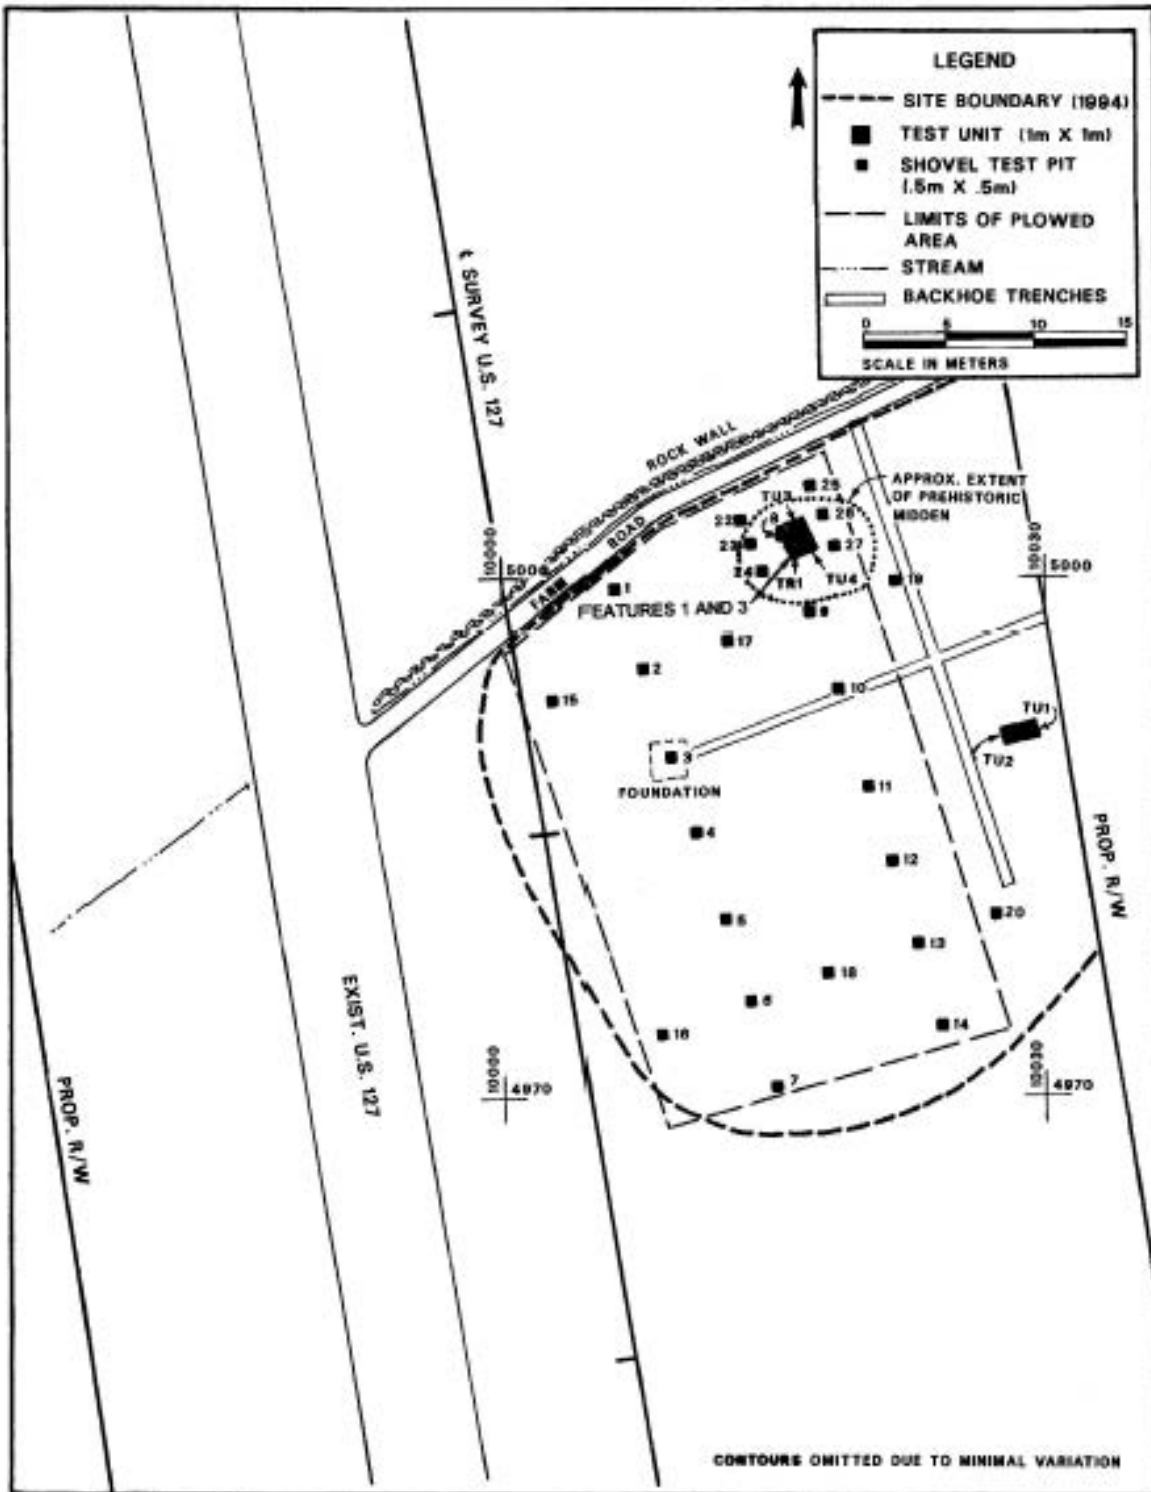 LEGEND
SITE BOUNDARY (1994)
TEST UNIT (1m X 1m)
SHOVEL TEST PIT
(.5m X .5m)
LIMITS OF PLOWED
AREA
STREAM
BACKHOE TRENCHES
0 5 10 15
SCALE IN METERS
℄ SURVEY U.S. 127
ROCK WALL
FARM ROAD
APPROX. EXTENT
OF PREHISTORIC
MIDDEN
25
TU3
22
8
26
23
27
24
TR1
TU4
19
10000
5000
10030
5000
1
FEATURES 1 AND 3
9
17
2
15
10
3
FOUNDATION
TU1
TU2
11
4
12
PROP. R/W
20
5
13
18
6
14
16
EXIST. U.S. 127
10000
4970
7
10030
4970
PROP. R/W
CONTOURS OMITTED DUE TO MINIMAL VARIATION